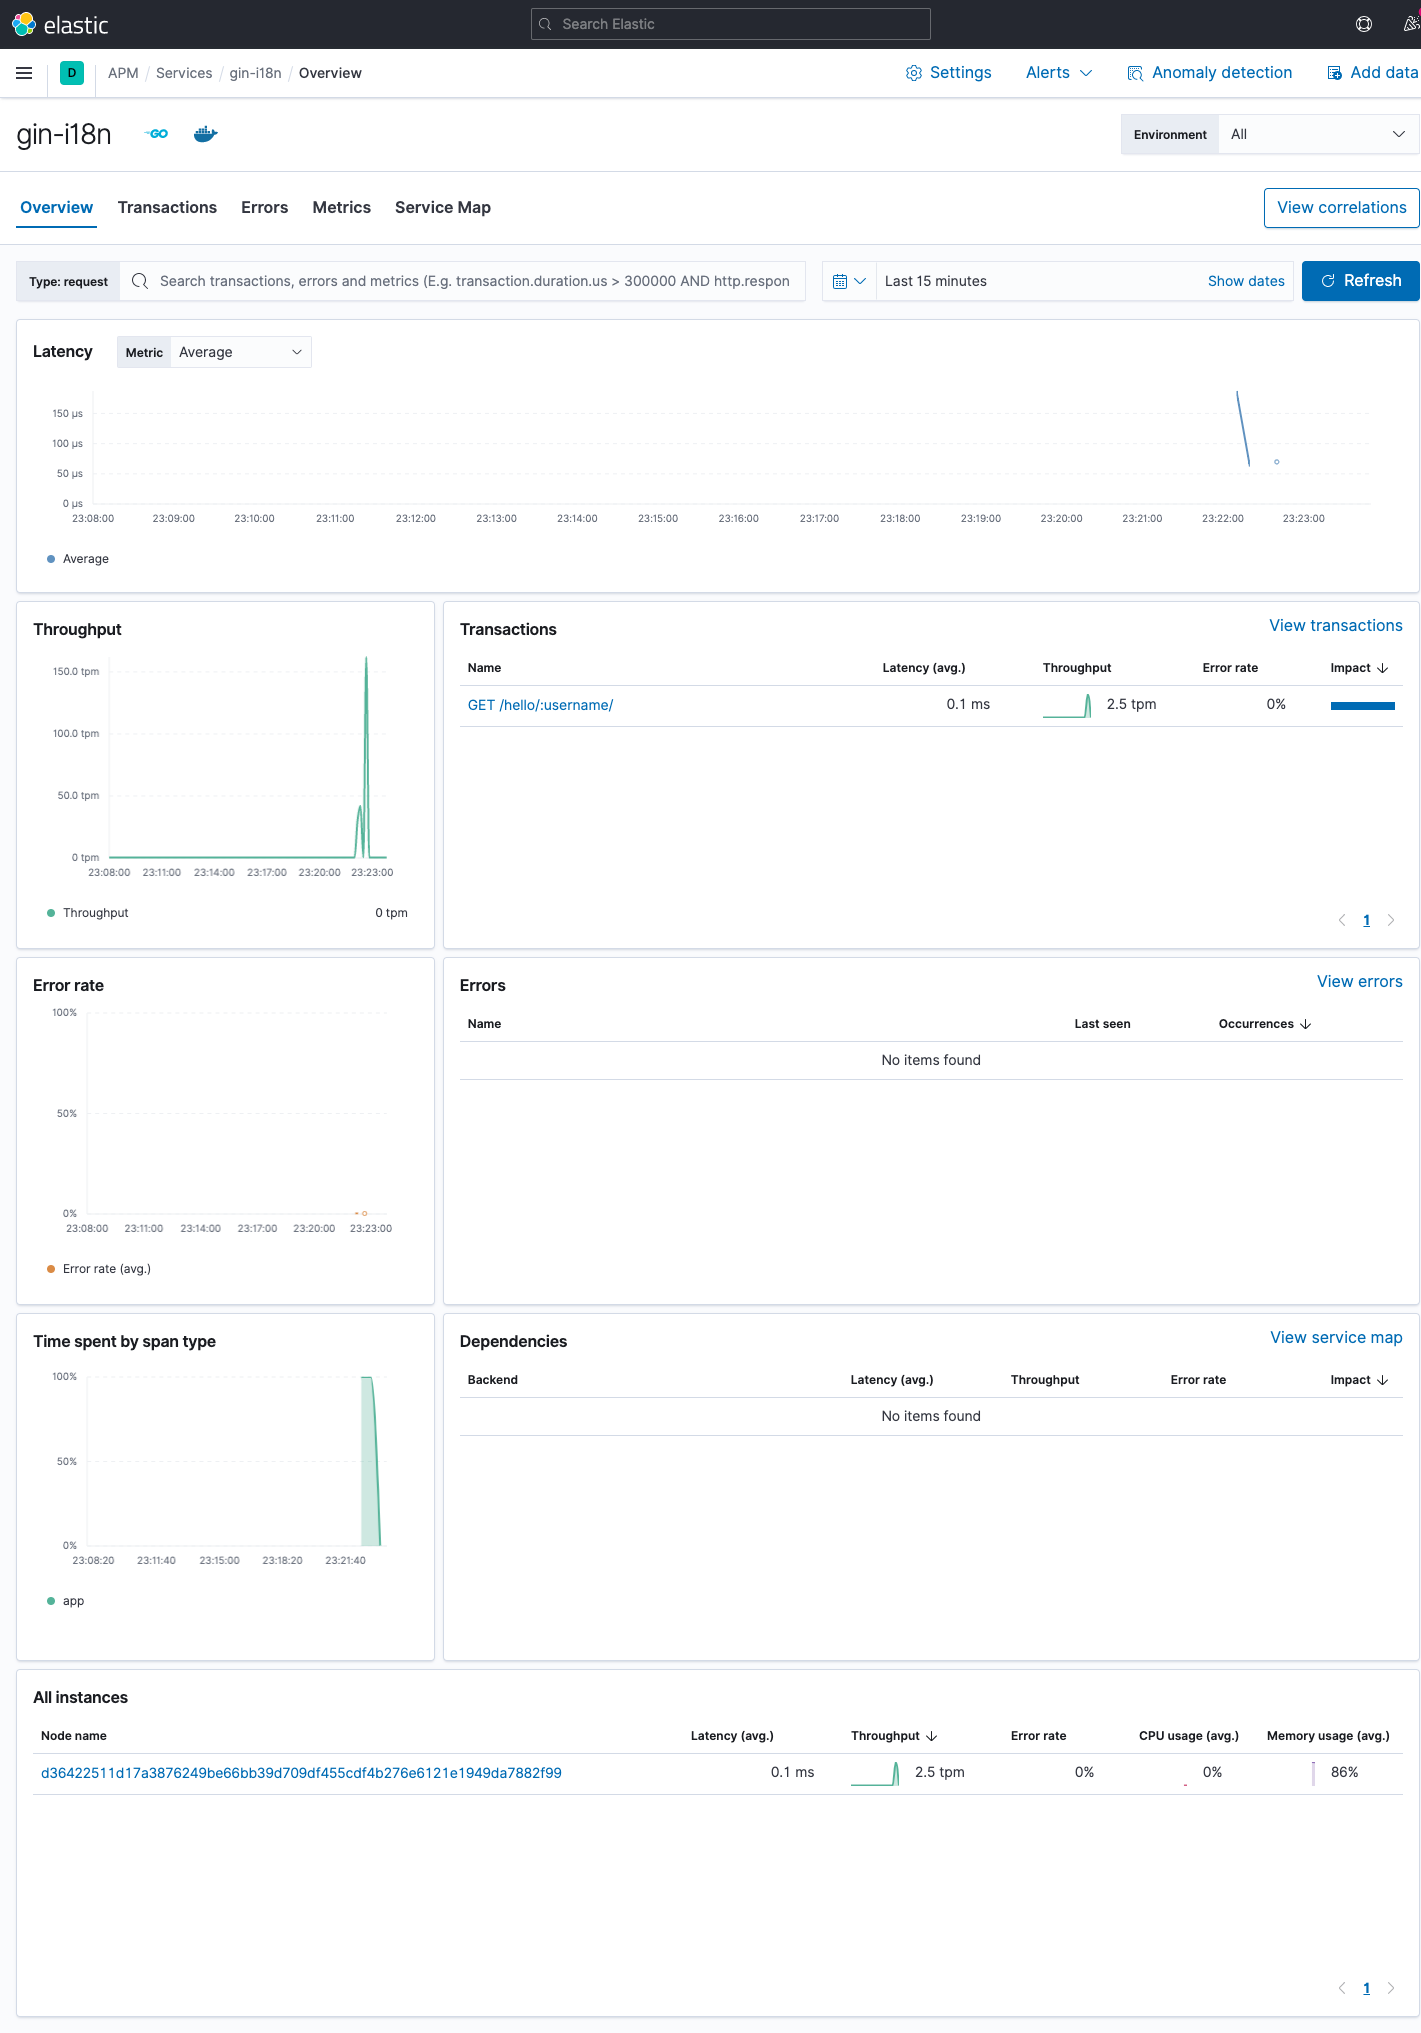 elastic
Search Elastic
D APM / Services / gin-i18n / Overview
Settings Alerts Anomaly detection Add data
gin-i18n GO
Environment All
Overview Transactions Errors Metrics Service Map
View correlations
Type: request Search transactions, errors and metrics (E.g. transaction.duration.us > 300000 AND http.respon
Last 15 minutes Show dates Refresh
Latency Metric Average
150 µs
100 µs
50 µs
0 µs
23:08:00 23:09:00 23:10:00 23:11:00 23:12:00 23:13:00 23:14:00 23:15:00 23:16:00 23:17:00 23:18:00 23:19:00 23:20:00 23:21:00 23:22:00 23:23:00
Average
Throughput
150.0 tpm
100.0 tpm
50.0 tpm
0 tpm
23:08:00 23:11:00 23:14:00 23:17:00 23:20:00 23:23:00
Throughput 0 tpm
Transactions View transactions
Name Latency (avg.) Throughput Error rate Impact
GET /hello/:username/ 0.1 ms 2.5 tpm 0%
1
Error rate
100%
50%
0%
23:08:00 23:11:00 23:14:00 23:17:00 23:20:00 23:23:00
Error rate (avg.)
Errors View errors
Name Last seen Occurrences
No items found
Time spent by span type
100%
50%
0%
23:08:20 23:11:40 23:15:00 23:18:20 23:21:40
app
Dependencies View service map
Backend Latency (avg.) Throughput Error rate Impact
No items found
All instances
Node name Latency (avg.) Throughput Error rate CPU usage (avg.) Memory usage (avg.)
d36422511d17a3876249be66bb39d709df455cdf4b276e6121e1949da7882f99 0.1 ms 2.5 tpm 0% 0% 86%
1